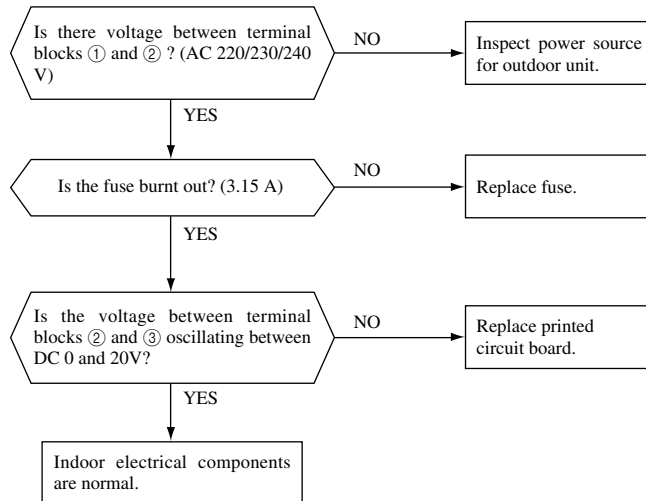 Is there voltage between terminal
blocks ① and ② ? (AC 220/230/240
V)
NO
Inspect power source
for outdoor unit.
YES
Is the fuse burnt out? (3.15 A)
NO
Replace fuse.
YES
Is the voltage between terminal
blocks ② and ③ oscillating between
DC 0 and 20V?
NO
Replace printed
circuit board.
YES
Indoor electrical components
are normal.